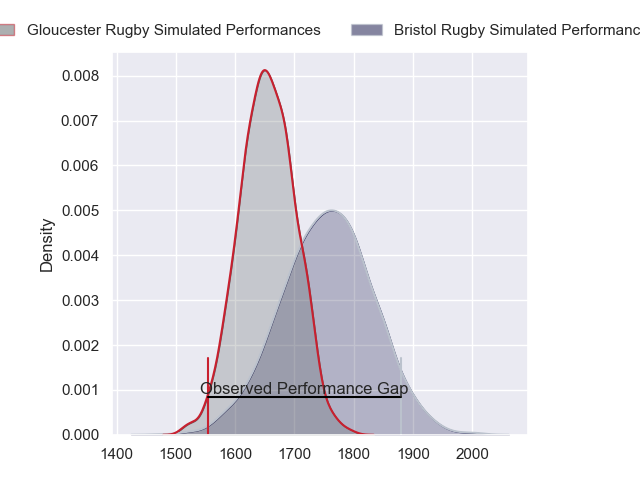 Gloucester Rugby Simulated Performances
Bristol Rugby Simulated
Density
0.008
0.007
0.006
0.005
0.004
0.003
0.002
0.001
0.000
Observed Performance Gap
1400 1500 1600 1700 1800 1900 2000